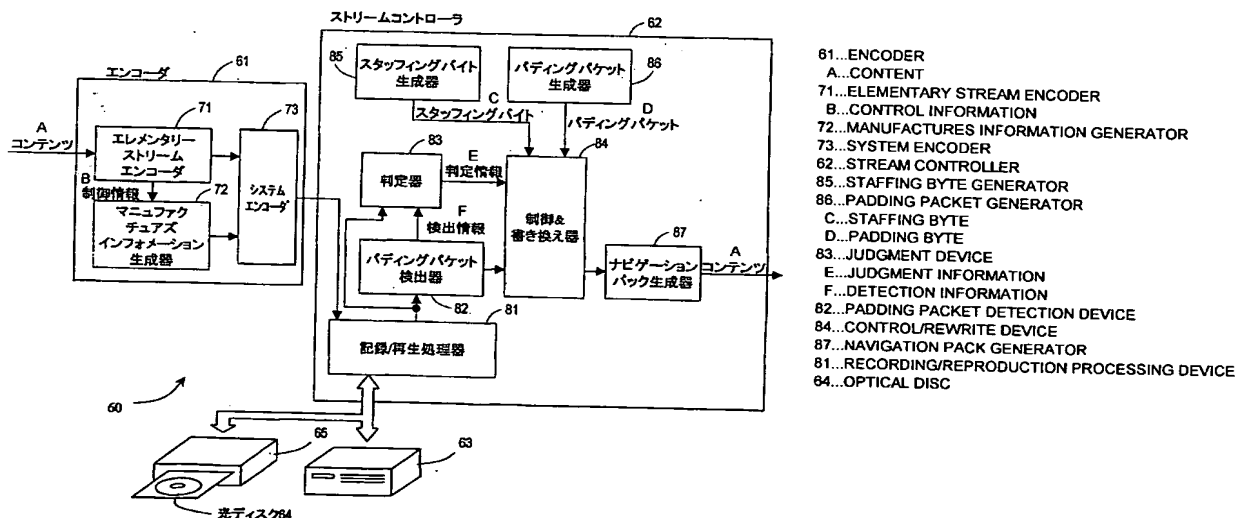 ストリームコントローラ
62
エンコーダ
61
85
スタッフィングバイト
生成器
パディングパケット
生成器
86
C
スタッフィングバイト
D
パディングパケット
A
コンテンツ
71
エレメンタリー
ストリーム
エンコーダ
73
システム
エンコーダ
B
制御情報
72
マニュファク
チュアズ
インフォメーション
生成器
83
判定器
E
判定情報
84
制御&
書き換え器
F
検出情報
パディングパケット
検出器
82
87
ナビゲーション
パック生成器
A
コンテンツ
81
記録/再生処理器
60
65
63
光ディスク64
61...ENCODER
A...CONTENT
71...ELEMENTARY STREAM ENCODER
B...CONTROL INFORMATION
72...MANUFACTURES INFORMATION GENERATOR
73...SYSTEM ENCODER
62...STREAM CONTROLLER
85...STAFFING BYTE GENERATOR
86...PADDING PACKET GENERATOR
C...STAFFING BYTE
D...PADDING BYTE
83...JUDGMENT DEVICE
E...JUDGMENT INFORMATION
F...DETECTION INFORMATION
82...PADDING PACKET DETECTION DEVICE
84...CONTROL/REWRITE DEVICE
87...NAVIGATION PACK GENERATOR
81...RECORDING/REPRODUCTION PROCESSING DEVICE
64...OPTICAL DISC